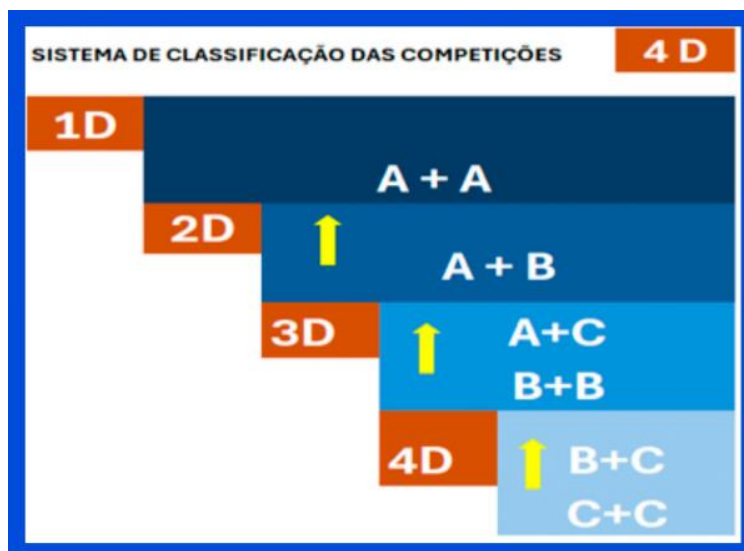 SISTEMA DE CLASSIFICAÇÃO DAS COMPETIÇÕES
4 D
1D
A + A
2D
A + B
3D
A+C
B+B
4D
B+C
C+C